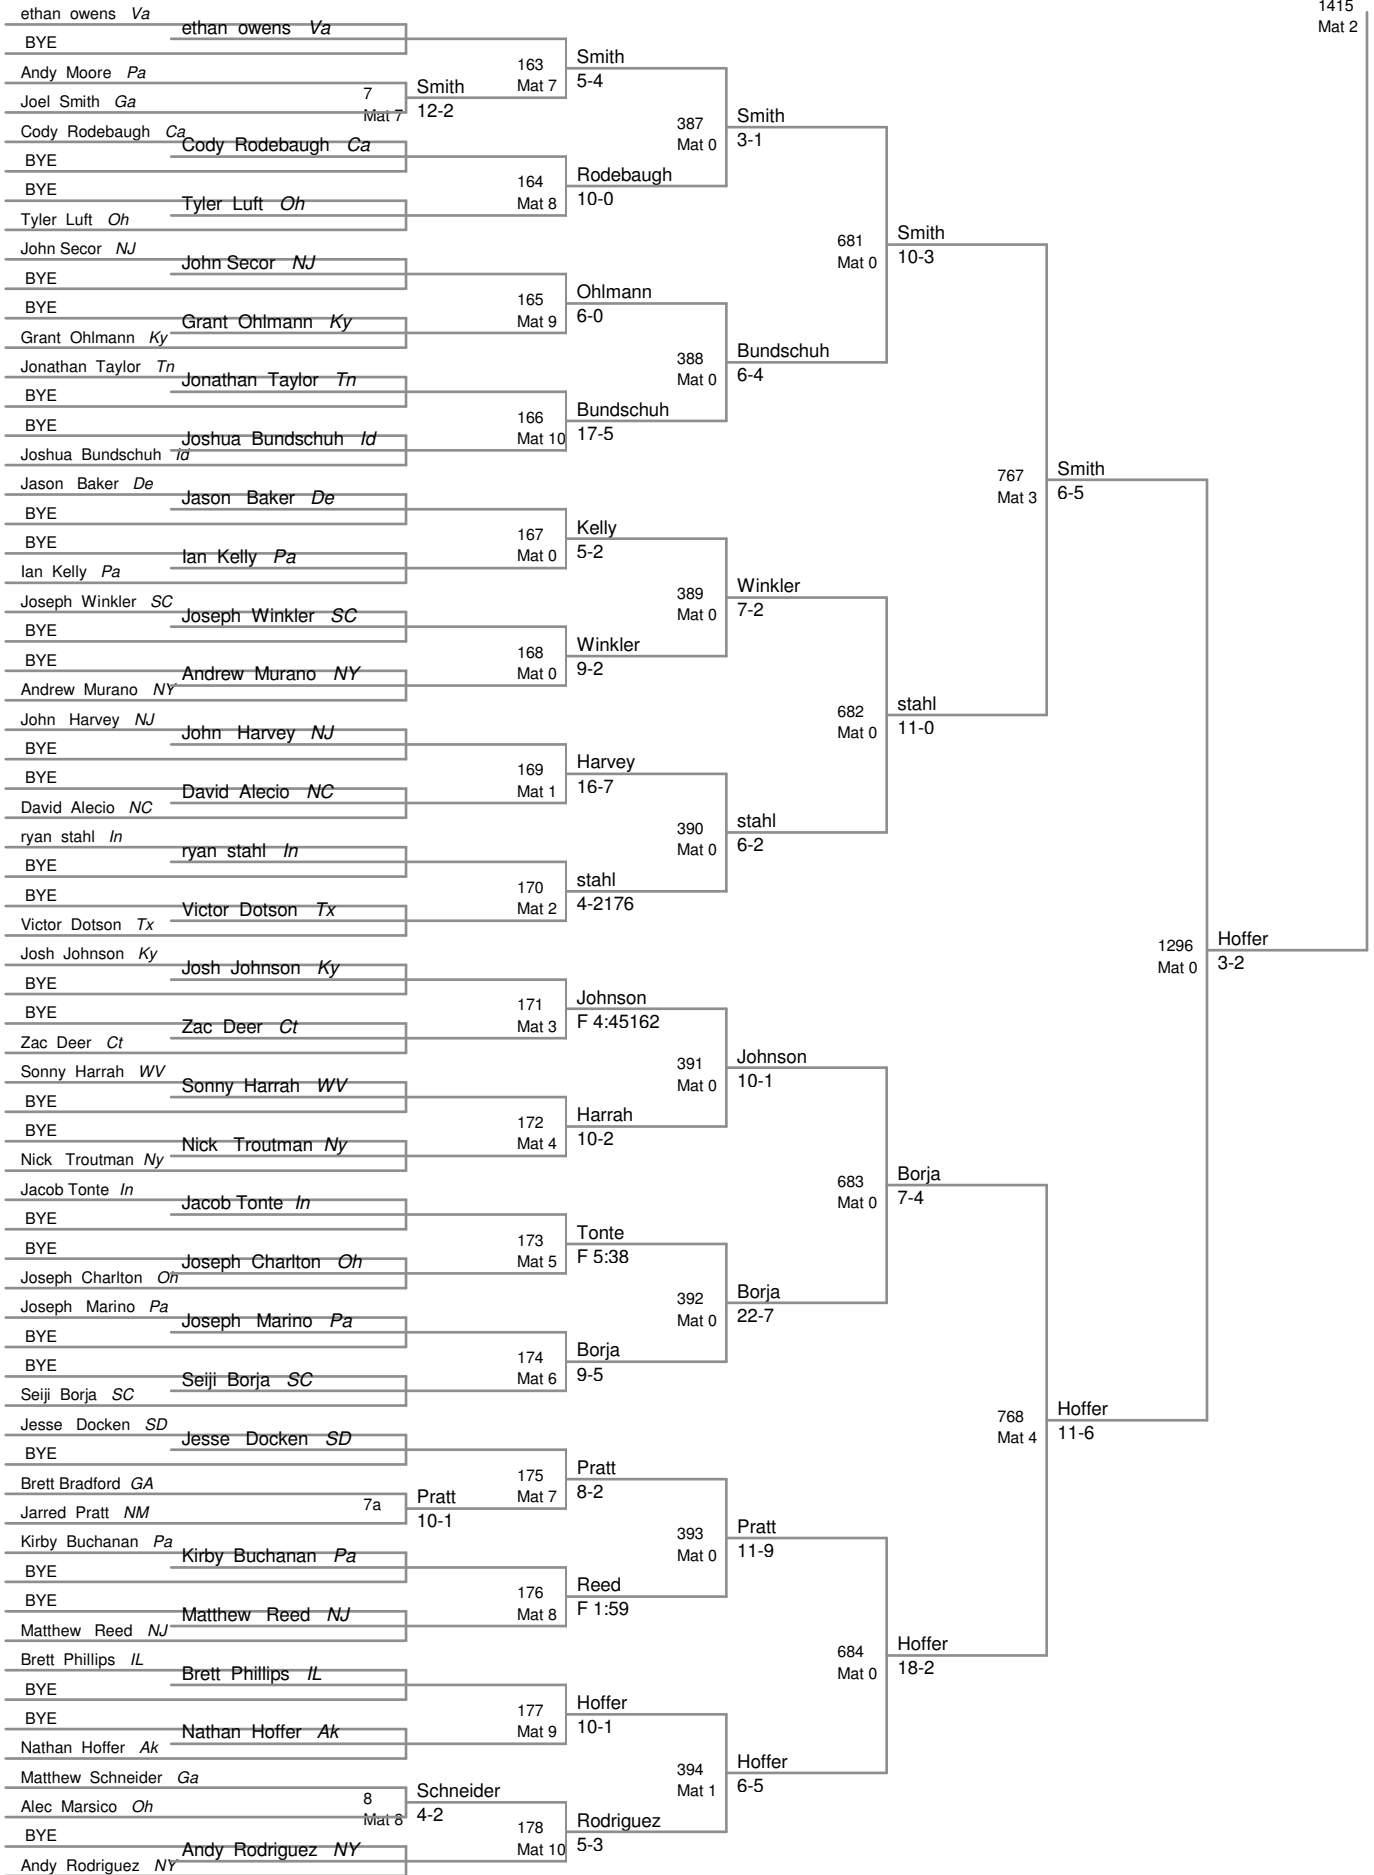 ethan owens Va
BYE
ethan owens Va
Andy Moore Pa
Joel Smith Ga
7
Mat 7
Smith
12-2
163
Mat 7
Smith
5-4
Cody Rodebaugh Ca
BYE
Cody Rodebaugh Ca
BYE
Tyler Luft Oh
Tyler Luft Oh
164
Mat 8
Rodebaugh
10-0
387
Mat 0
Smith
3-1
John Secor NJ
BYE
John Secor NJ
BYE
Grant Ohlmann Ky
Grant Ohlmann Ky
165
Mat 9
Ohlmann
6-0
Jonathan Taylor Tn
BYE
Jonathan Taylor Tn
BYE
Joshua Bundschuh Id
Joshua Bundschuh Id
166
Mat 10
Bundschuh
17-5
388
Mat 0
Bundschuh
6-4
681
Mat 0
Smith
10-3
Jason Baker De
BYE
Jason Baker De
BYE
Ian Kelly Pa
Ian Kelly Pa
167
Mat 0
Kelly
5-2
Joseph Winkler SC
BYE
Joseph Winkler SC
BYE
Andrew Murano NY
Andrew Murano NY
168
Mat 0
Winkler
9-2
389
Mat 0
Winkler
7-2
John Harvey NJ
BYE
John Harvey NJ
BYE
David Alecio NC
David Alecio NC
169
Mat 1
Harvey
16-7
ryan stahl In
BYE
ryan stahl In
BYE
Victor Dotson Tx
Victor Dotson Tx
170
Mat 2
stahl
4-2176
390
Mat 0
stahl
6-2
682
Mat 0
stahl
11-0
767
Mat 3
Smith
6-5
Josh Johnson Ky
BYE
Josh Johnson Ky
BYE
Zac Deer Ct
Zac Deer Ct
171
Mat 3
Johnson
F 4:45162
Sonny Harrah WV
BYE
Sonny Harrah WV
BYE
Nick Troutman Ny
Nick Troutman Ny
172
Mat 4
Harrah
10-2
391
Mat 0
Johnson
10-1
Jacob Tonte In
BYE
Jacob Tonte In
BYE
Joseph Charlton Oh
Joseph Charlton Oh
173
Mat 5
Tonte
F 5:38
Joseph Marino Pa
BYE
Joseph Marino Pa
BYE
Seiji Borja SC
Seiji Borja SC
174
Mat 6
Borja
9-5
392
Mat 0
Borja
22-7
683
Mat 0
Borja
7-4
Jesse Docken SD
BYE
Jesse Docken SD
Brett Bradford GA
Jarred Pratt NM
7a
Pratt
10-1
175
Mat 7
Pratt
8-2
Kirby Buchanan Pa
BYE
Kirby Buchanan Pa
BYE
Matthew Reed NJ
Matthew Reed NJ
176
Mat 8
Reed
F 1:59
393
Mat 0
Pratt
11-9
Brett Phillips IL
BYE
Brett Phillips IL
BYE
Nathan Hoffer Ak
Nathan Hoffer Ak
177
Mat 9
Hoffer
10-1
Matthew Schneider Ga
Alec Marsico Oh
8
Mat 8
Schneider
4-2
BYE
Andy Rodriguez NY
Andy Rodriguez NY
178
Mat 10
Rodriguez
5-3
394
Mat 1
Hoffer
6-5
684
Mat 0
Hoffer
18-2
768
Mat 4
Hoffer
11-6
1296
Mat 0
Hoffer
3-2
1415
Mat 2